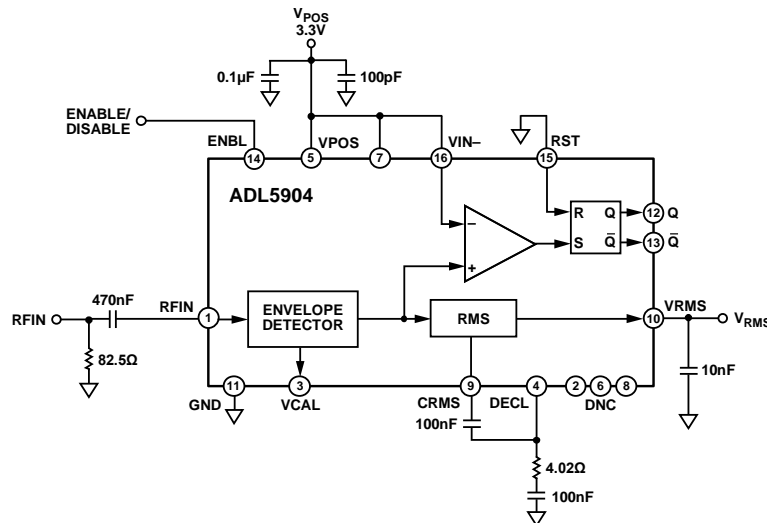 VPOS
3.3V
0.1µF
100pF
ENABLE/
DISABLE
ENBL
VPOS
VIN–
RST
14
5
7
16
15
ADL5904
R Q
12 Q
S Q̅
13 Q̅
–
+
470nF
RFIN
RFIN
1
ENVELOPE
DETECTOR
RMS
VRMS
10
VRMS
82.5Ω
10nF
11
3
9
4
2
6
8
GND
VCAL
CRMS
DECL
DNC
100nF
4.02Ω
100nF